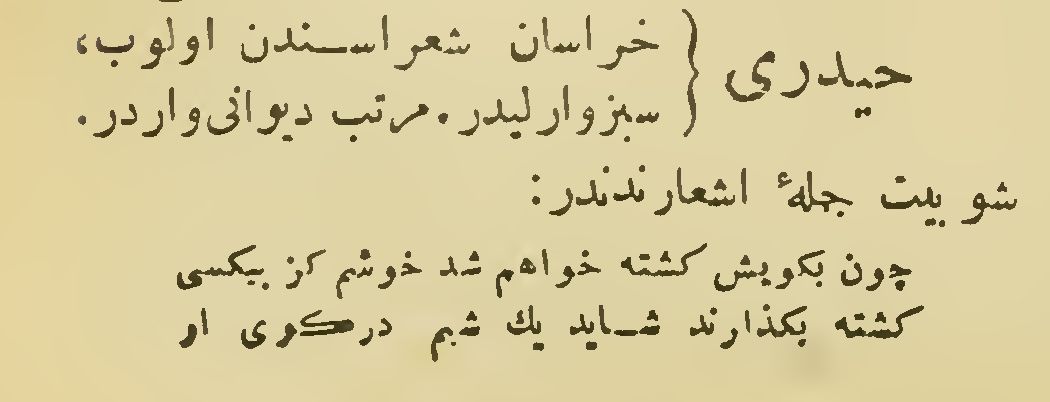 حیدری { خراسان شعراسندن اولوب،
سبزوارلیدر. مرتب دیوانی‌واردر.
شو بیت جملهٔ اشعارندندر:
چون بکویش کشته خواهم شد خوشم کز بیکسی
کشته بکذارند شاید یك شبم درکوی او